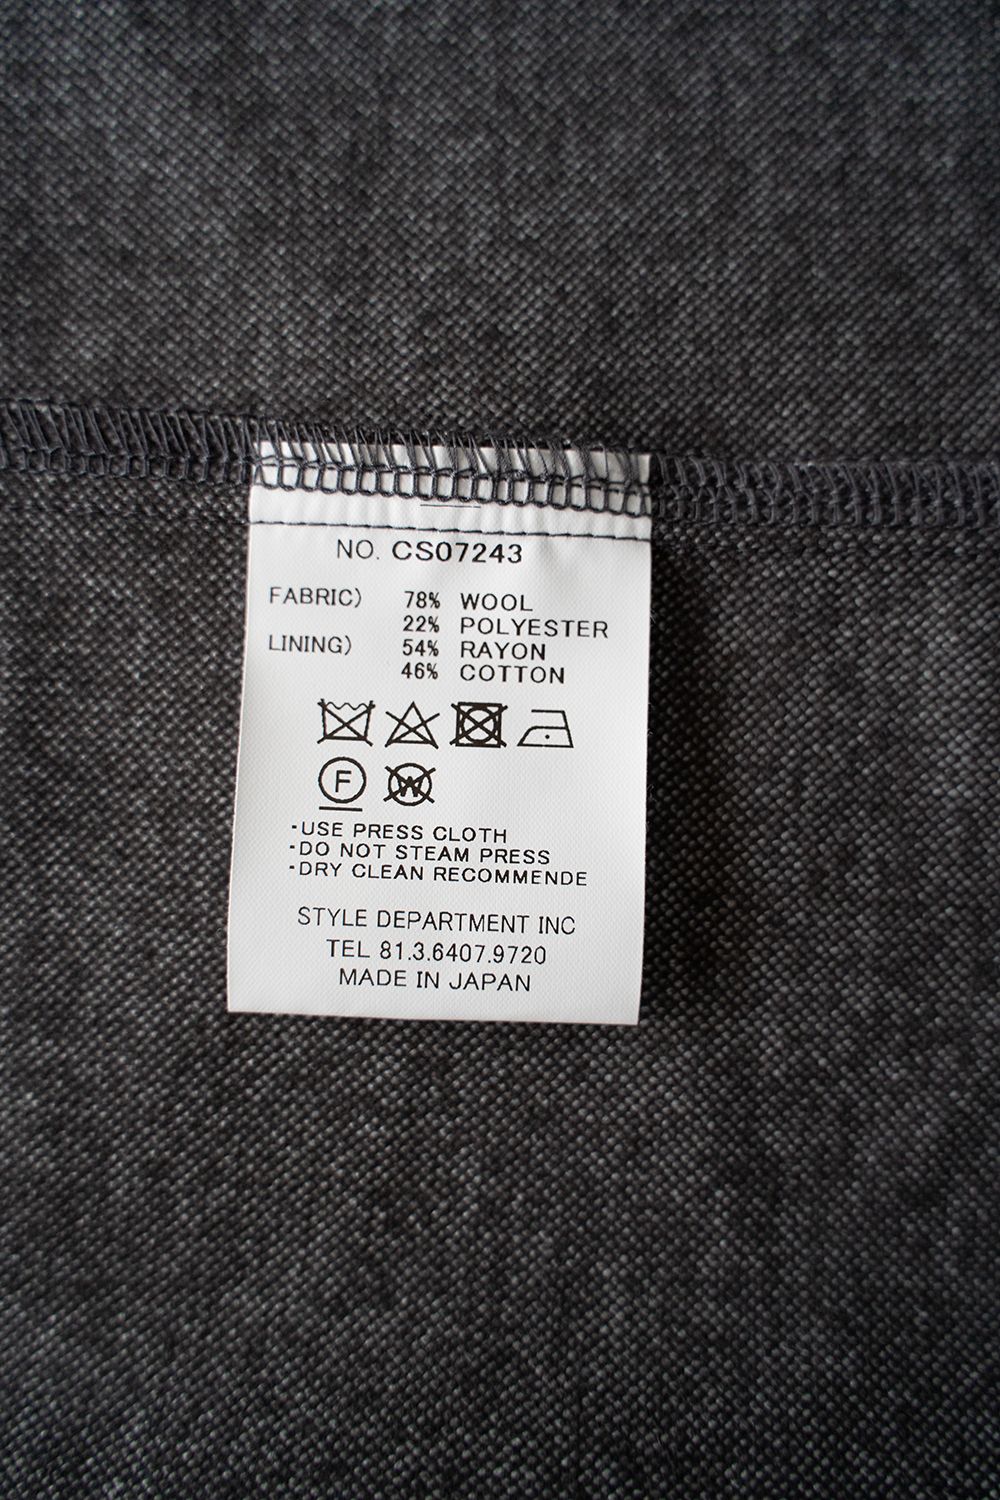 NO. CS07243
FABRIC) 78% WOOL
22% POLYESTER
LINING) 54% RAYON
46% COTTON
F W
·USE PRESS CLOTH
·DO NOT STEAM PRESS
·DRY CLEAN RECOMMENDE
STYLE DEPARTMENT INC
TEL 81.3.6407.9720
MADE IN JAPAN